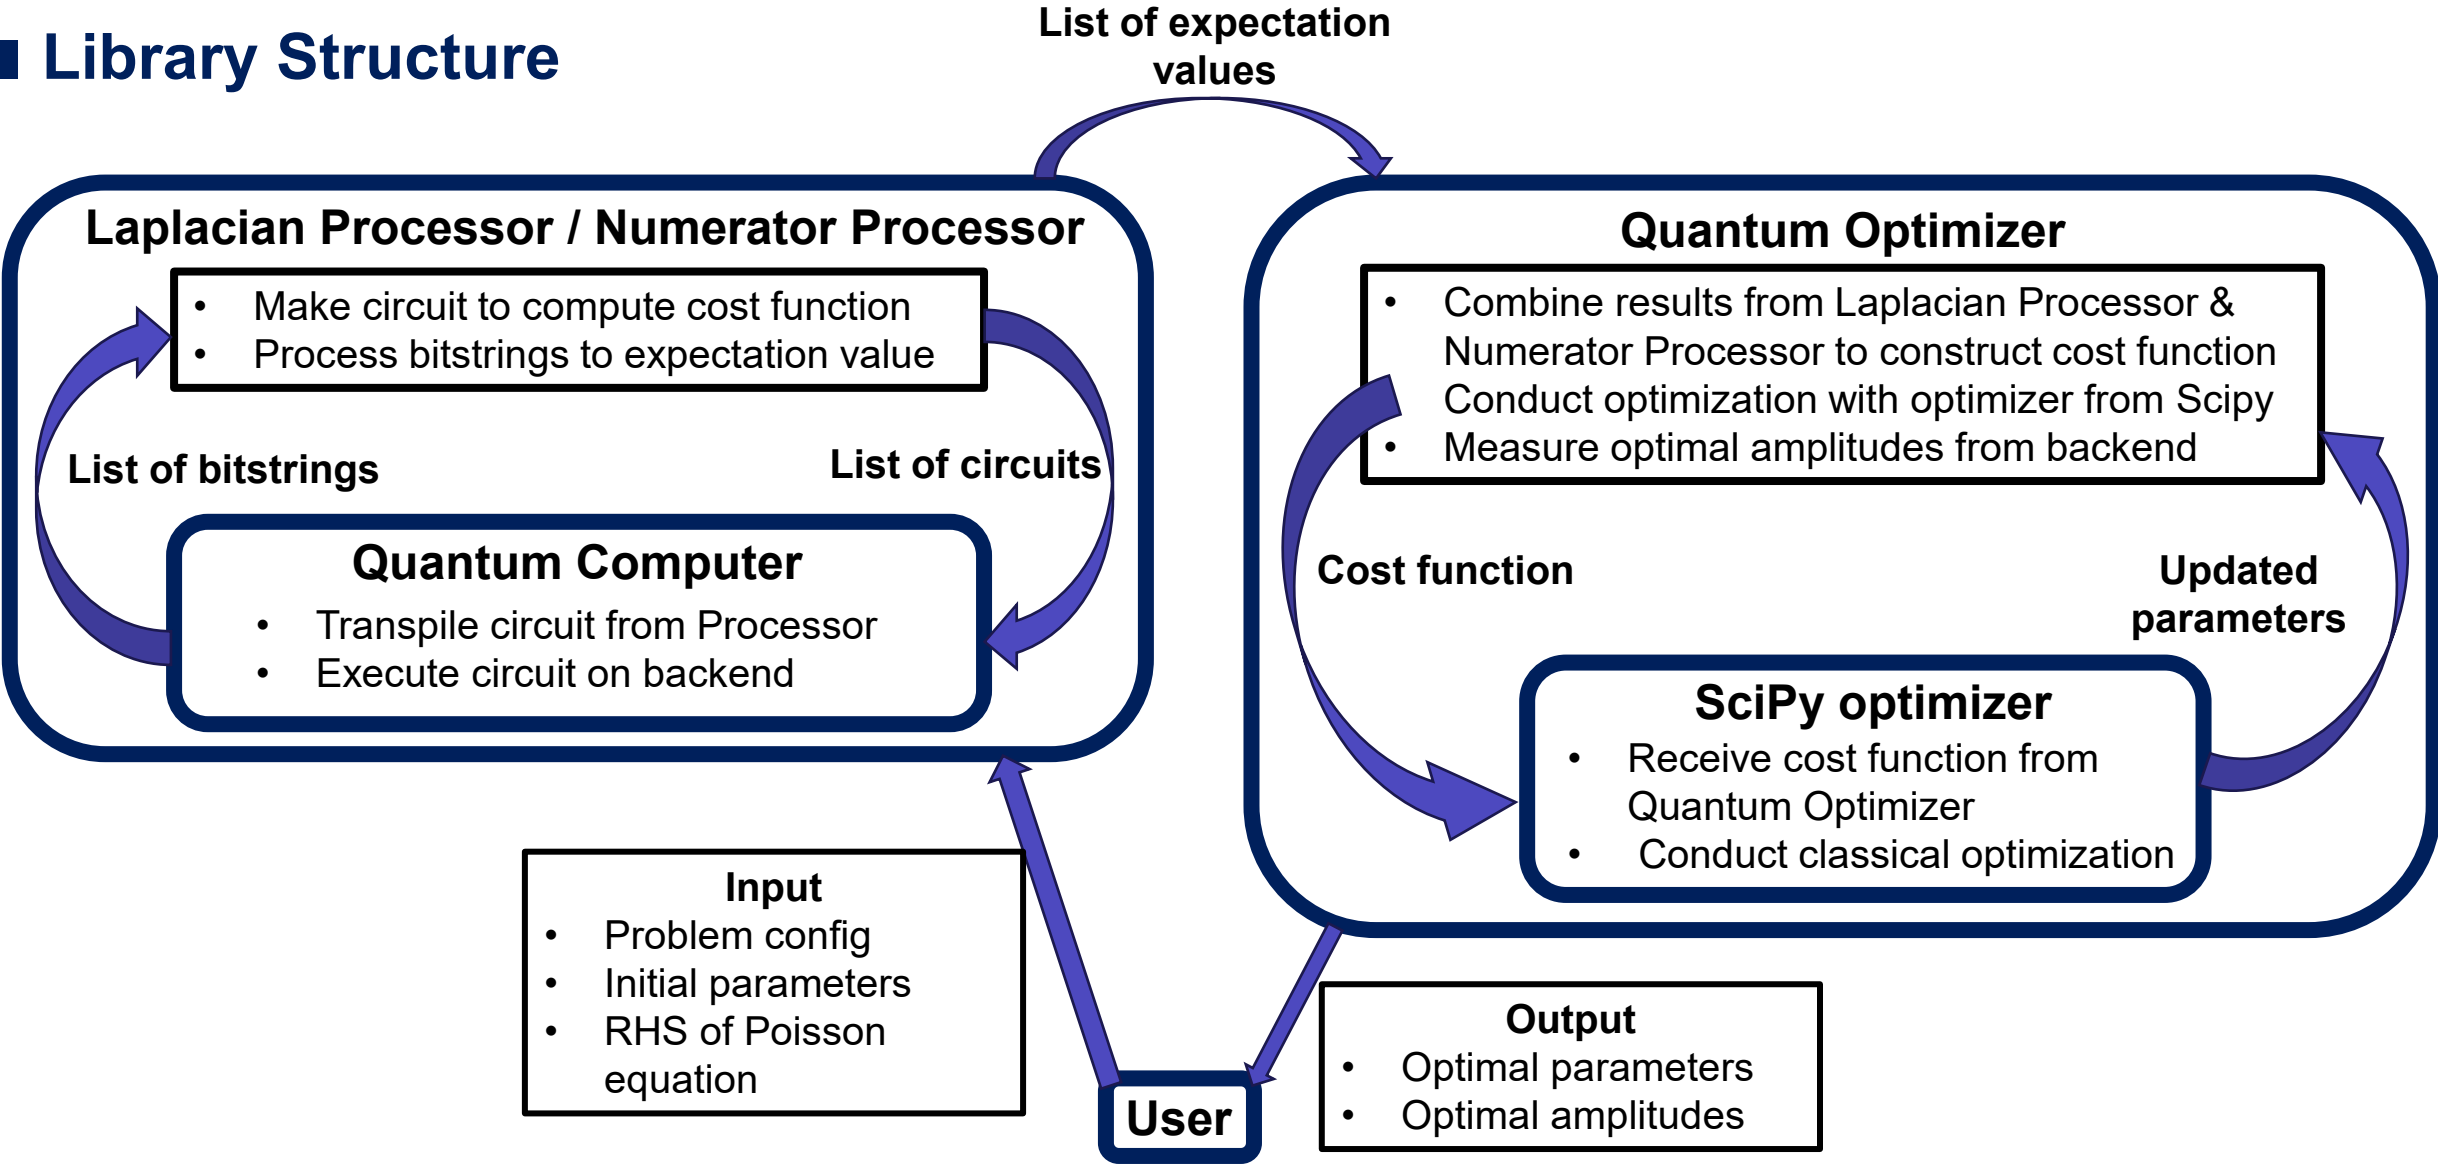 Library Structure
List of expectation
values
Laplacian Processor / Numerator Processor
• Make circuit to compute cost function
• Process bitstrings to expectation value
List of bitstrings
List of circuits
Quantum Computer
• Transpile circuit from Processor
• Execute circuit on backend
Quantum Optimizer
• Combine results from Laplacian Processor &
Numerator Processor to construct cost function
Conduct optimization with optimizer from Scipy
• Measure optimal amplitudes from backend
Cost function
Updated
parameters
SciPy optimizer
• Receive cost function from
Quantum Optimizer
• Conduct classical optimization
Input
• Problem config
• Initial parameters
• RHS of Poisson
equation
User
Output
• Optimal parameters
• Optimal amplitudes